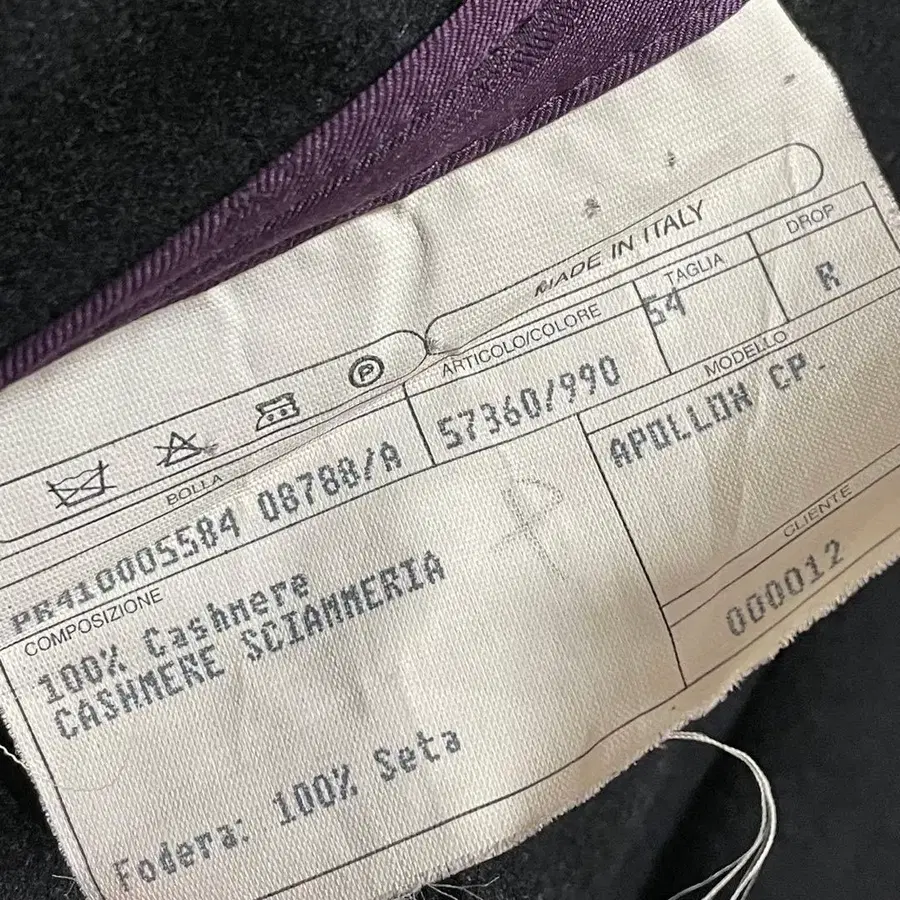 MADE IN ITALY
P
BOLLA
ARTICOLO/COLORE
TAGLIA
DROP
PR410005584 08788/A
57360/990
54
R
COMPOSIZIONE
MODELLO
100% Cashmere
APOLLON CP.
CASHMERE SCIAMMERIA
CLIENTE
000012
Fodera: 100% Seta